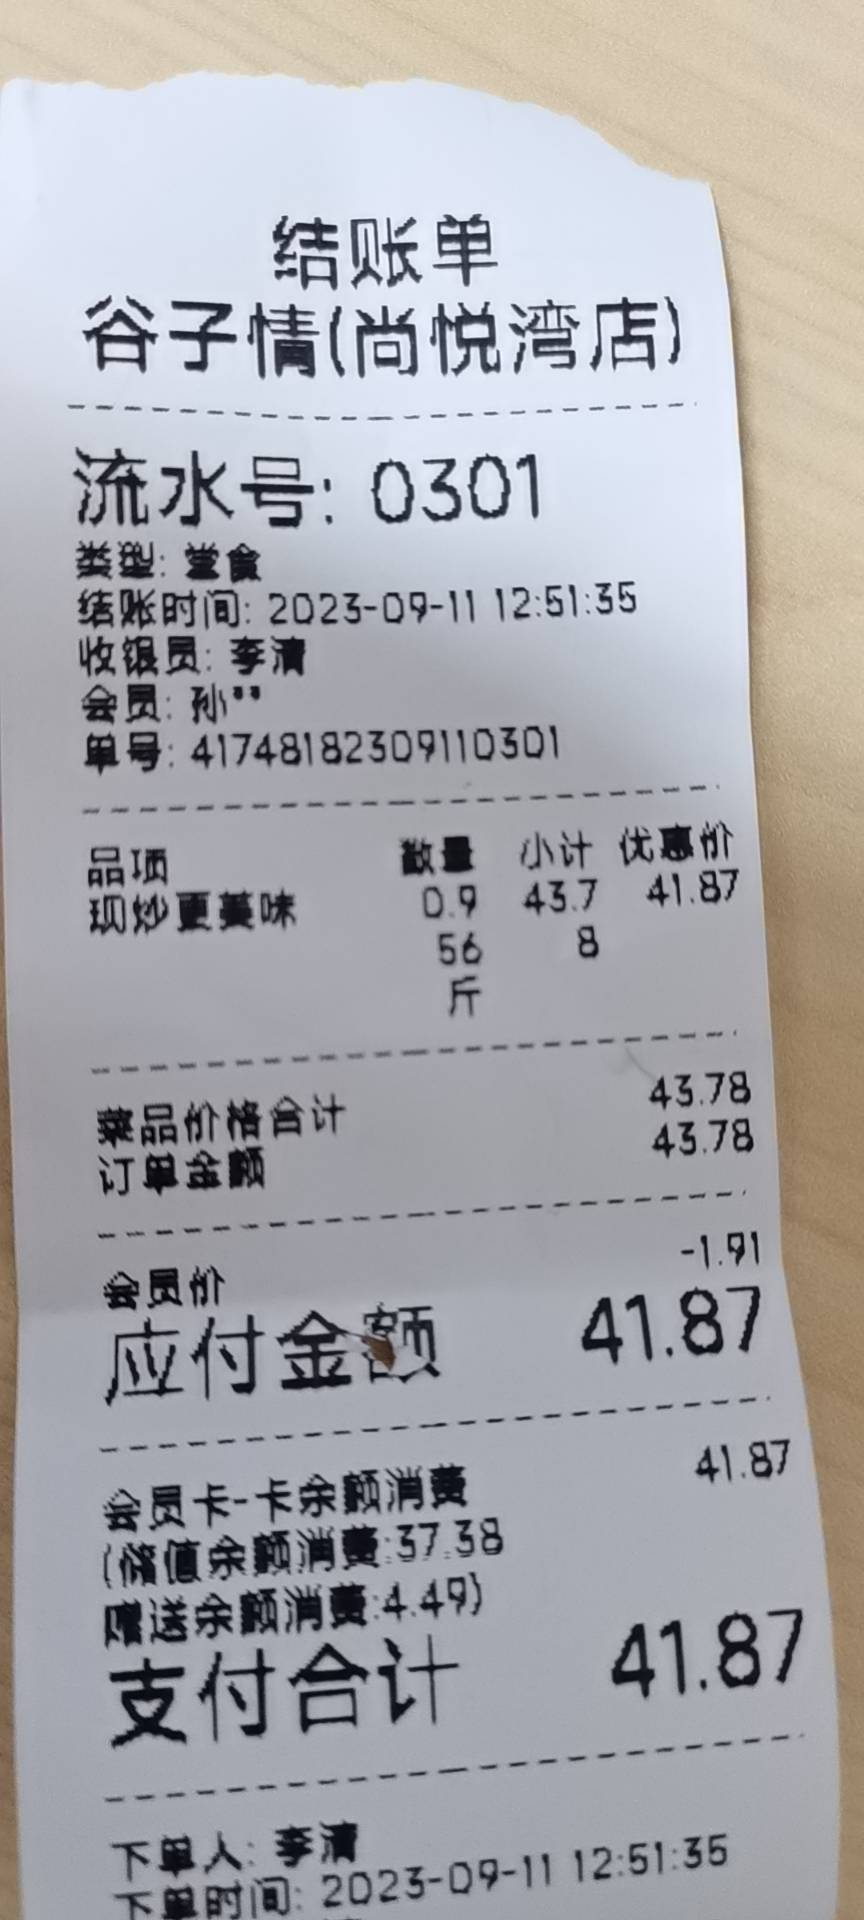 结账单
谷子情(尚悦湾店)
流水号: 0301
类型: 堂食
结账时间: 2023-09-11 12:51:35
收银员: 李清
会员: 孙**
单号: 41748182309110301
品项 数量 小计 优惠价
现炒更美味 0.9 43.7 41.87
56 8
斤
菜品价格合计 43.78
订单金额 43.78
会员价 -1.91
应付金额 41.87
会员卡-卡余额消费 41.87
(储值余额消费:37.38
赠送余额消费:4.49)
支付合计 41.87
下单人: 李清
下单时间: 2023-09-11 12:51:35